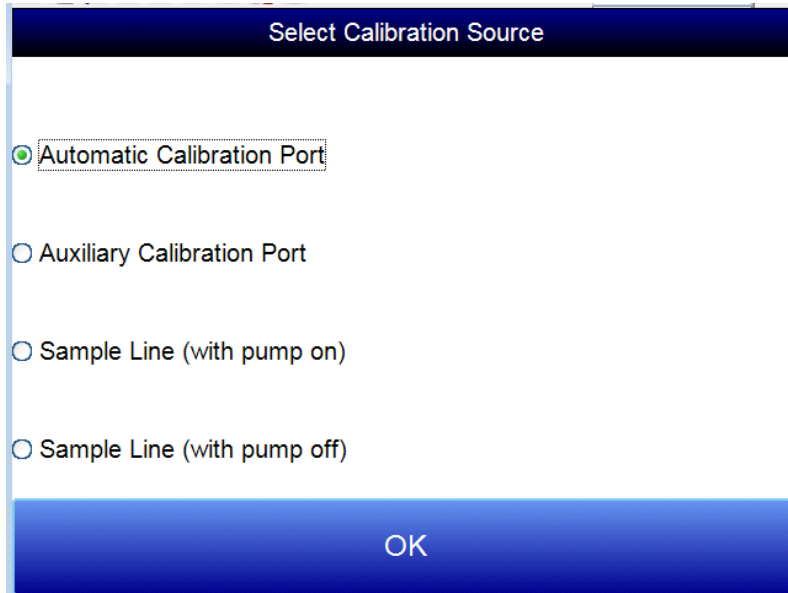 Select Calibration Source
Automatic Calibration Port
Auxiliary Calibration Port
Sample Line (with pump on)
Sample Line (with pump off)
OK